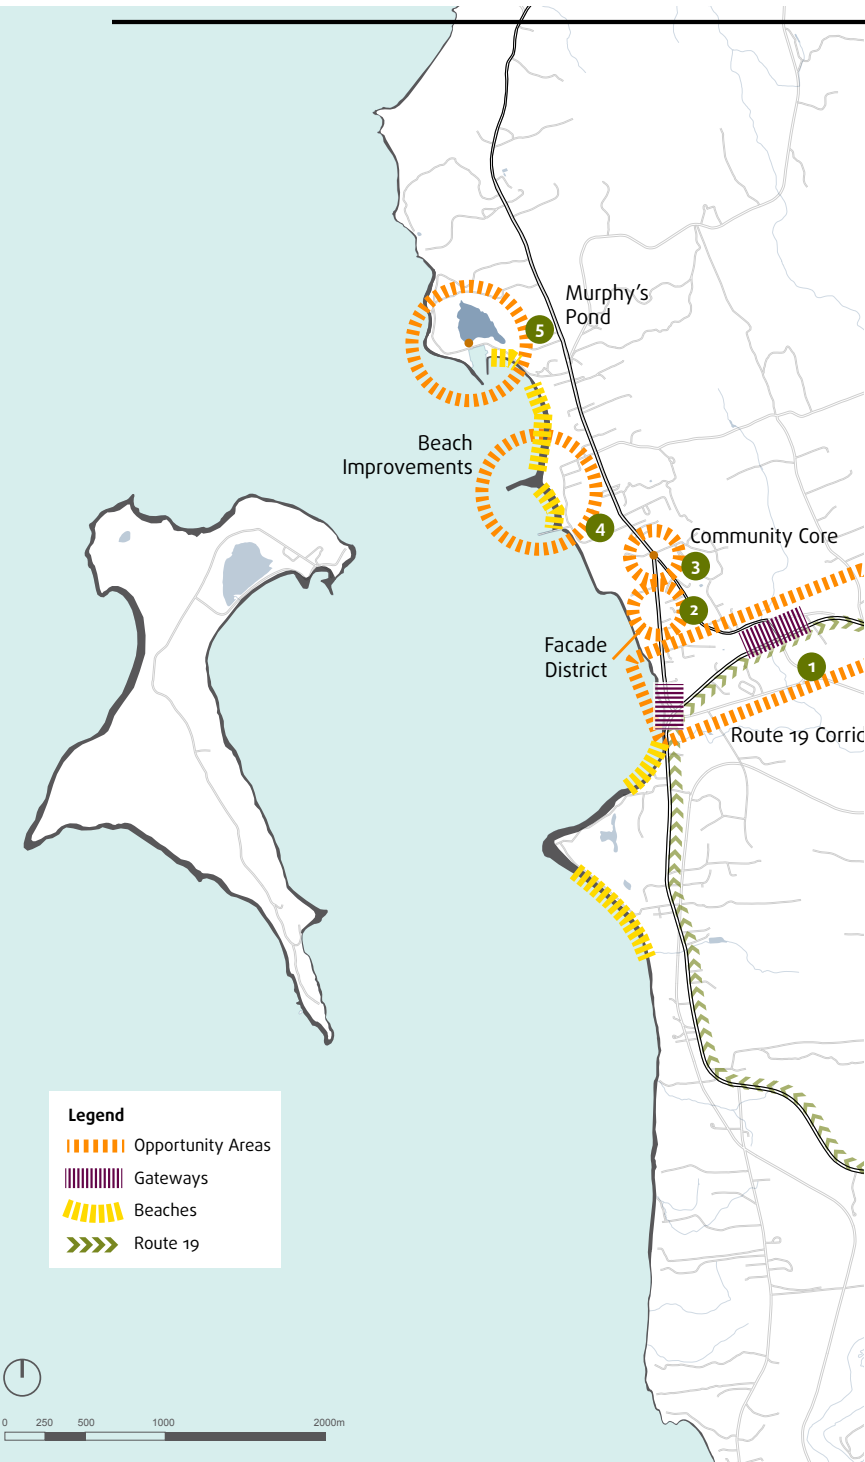 Murphy's
Pond
5
Beach
Improvements
4
Community Core
3
2
Facade
District
1
Route 19 Corrid
Legend
Opportunity Areas
Gateways
Beaches
Route 19
0 250 500 1000 2000m